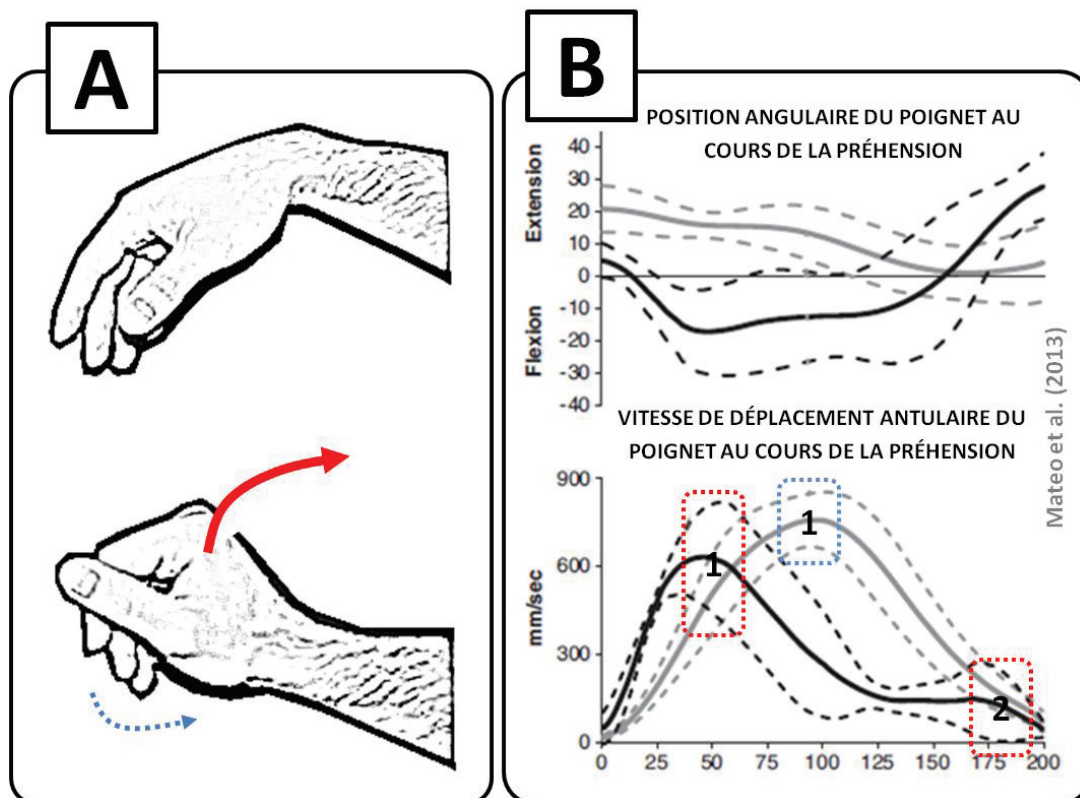 A
B
POSITION ANGULAIRE DU POIGNET AU
COURS DE LA PRÉHENSION
Extension
Flexion
40
30
20
10
0
-10
-20
-30
-40
Mateo et al. (2013)
VITESSE DE DÉPLACEMENT ANTULAIRE DU
POIGNET AU COURS DE LA PRÉHENSION
mm/sec
900
600
300
0
1
1
2
0 25 50 75 100 125 150 175 200